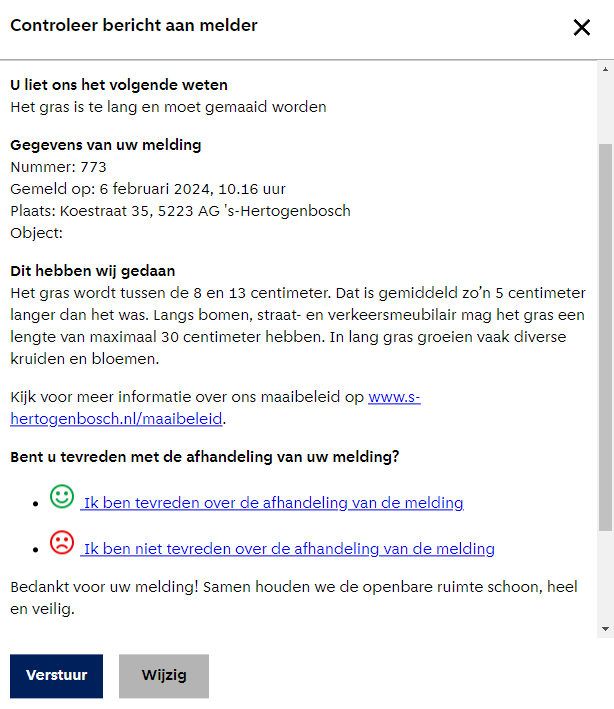 Controleer bericht aan melder
U liet ons het volgende weten
Het gras is te lang en moet gemaaid worden
Gegevens van uw melding
Nummer: 773
Gemeld op: 6 februari 2024, 10.16 uur
Plaats: Koestraat 35, 5223 AG 's-Hertogenbosch
Object:
Dit hebben wij gedaan
Het gras wordt tussen de 8 en 13 centimeter. Dat is gemiddeld zo’n 5 centimeter
langer dan het was. Langs bomen, straat- en verkeersmeubilair mag het gras een
lengte van maximaal 30 centimeter hebben. In lang gras groeien vaak diverse
kruiden en bloemen.
Kijk voor meer informatie over ons maaibeleid op www.s-
hertogenbosch.nl/maaibeleid.
Bent u tevreden met de afhandeling van uw melding?
Ik ben tevreden over de afhandeling van de melding
Ik ben niet tevreden over de afhandeling van de melding
Bedankt voor uw melding! Samen houden we de openbare ruimte schoon, heel
en veilig.
Verstuur
Wijzig